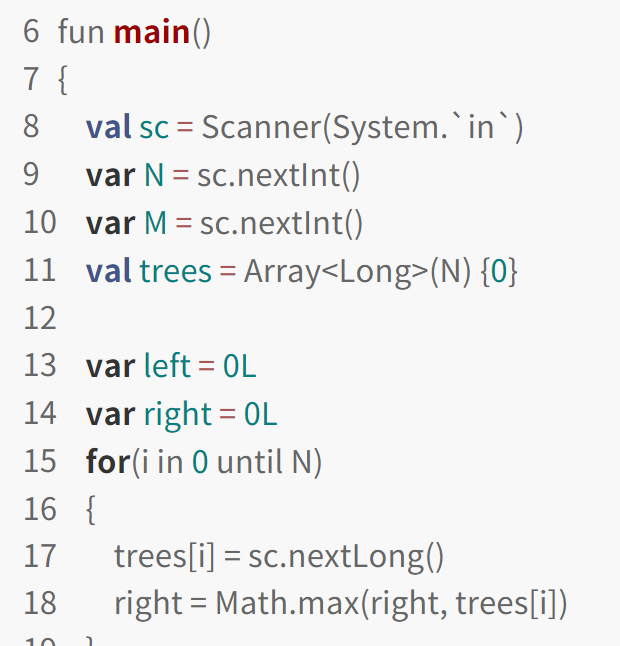 6 fun main()
7 {
8 val sc = Scanner(System.`in`)
9 var N = sc.nextInt()
10 var M = sc.nextInt()
11 val trees = Array<Long>(N) {0}
12
13 var left = 0L
14 var right = 0L
15 for(i in 0 until N)
16 {
17 trees[i] = sc.nextLong()
18 right = Math.max(right, trees[i])
19 }